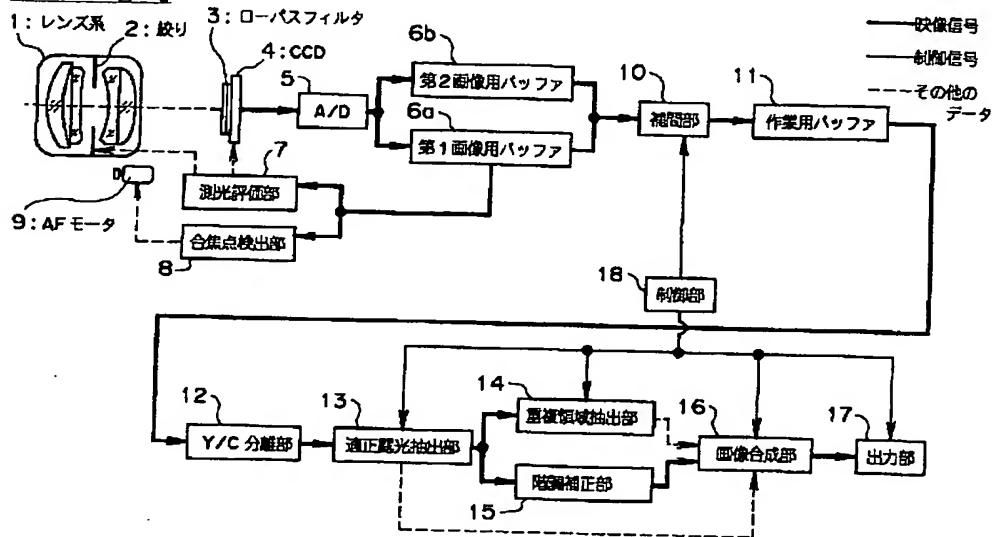 1：レンズ系
2：絞り
3：ローパスフィルタ
4：CCD
5
A/D
6b
第2画像用バッファ
6a
第1画像用バッファ
10
補間部
11
作業用バッファ
映像信号
制御信号
その他の
データ
7
測光評価部
9：AFモータ
合焦点検出部
8
18
制御部
12
Y/C 分離部
13
適正露光抽出部
14
重複領域抽出部
階調補正部
15
16
画像合成部
17
出力部